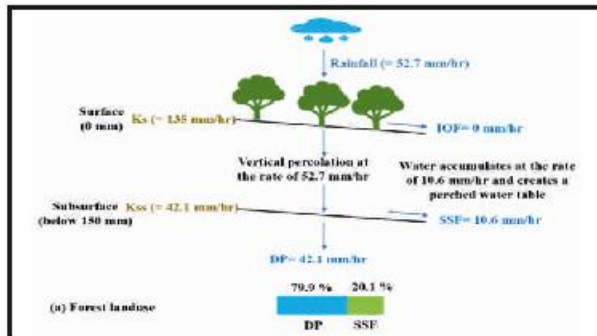 Rainfall (= 52.7 mm/hr)
Surface
(0 mm)
Ks (= 135 mm/hr)
IOF= 0 mm/hr
Vertical percolation at
the rate of 52.7 mm/hr
Water accumulates at the rate
of 10.6 mm/hr and creates a
perched water table
Subsurface
(below 150 mm)
Kss (= 42.1 mm/hr)
SSF= 10.6 mm/hr
DP= 42.1 mm/hr
79.9 % 20.1 %
(a) Forest landuse
DP SSF